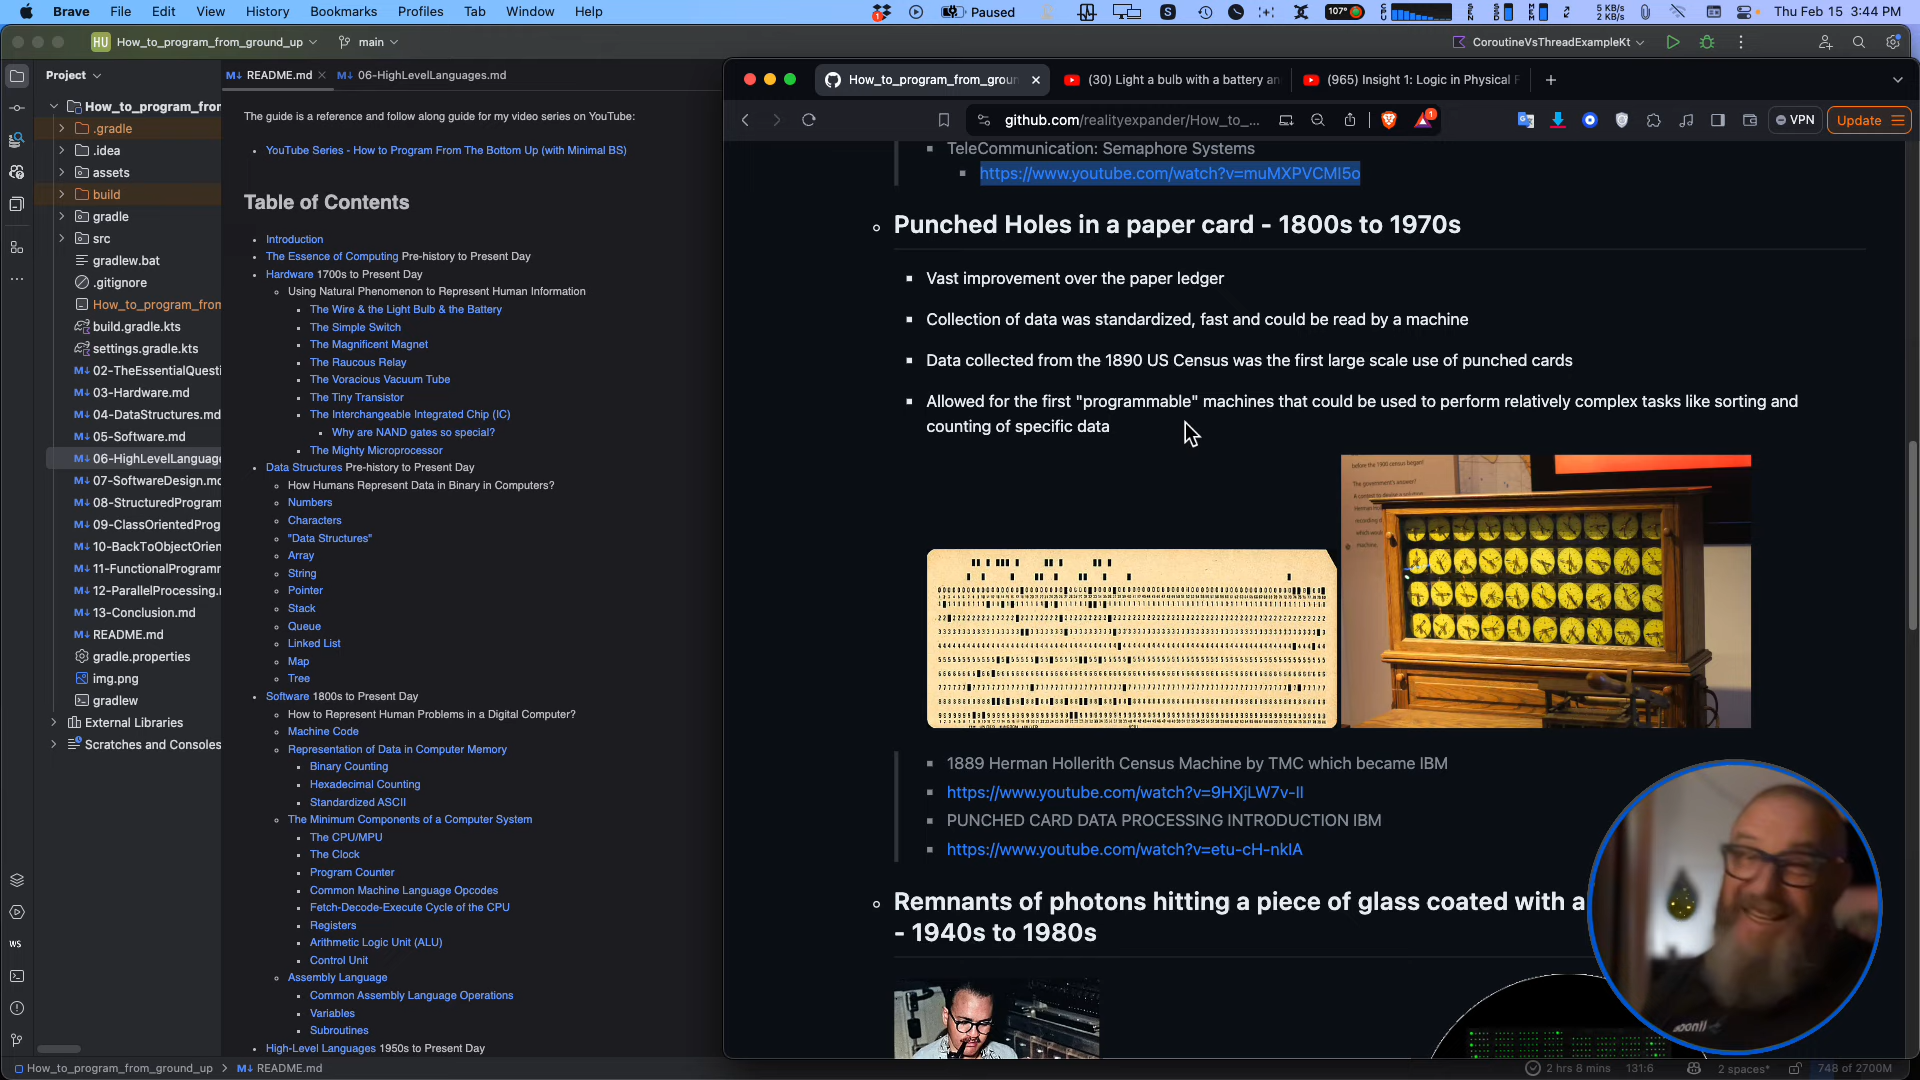 Brave File Edit View History Bookmarks Profiles Tab Window Help
1 Paused 107° 5 KB/s 2 KB/s Thu Feb 15 3:44 PM
HU How_to_program_from_ground_up main CoroutineVsThreadExampleKt
Project
How_to_program_fror
.gradle
.idea
assets
build
gradle
src
gradlew.bat
.gitignore
How_to_program_fron
build.gradle.kts
settings.gradle.kts
M↓ 02-TheEssentialQuesti
M↓ 03-Hardware.md
M↓ 04-DataStructures.md
M↓ 05-Software.md
M↓ 06-HighLevelLanguage
M↓ 07-SoftwareDesign.md
M↓ 08-StructuredProgram
M↓ 09-ClassOrientedProg
M↓ 10-BackToObjectOrien
M↓ 11-FunctionalProgramr
M↓ 12-ParallelProcessing.
M↓ 13-Conclusion.md
M↓ README.md
gradle.properties
img.png
gradlew
External Libraries
Scratches and Consoles
WS
M↓ README.md M↓ 06-HighLevelLanguages.md
The guide is a reference and follow along guide for my video series on YouTube:
YouTube Series - How to Program From The Bottom Up (with Minimal BS)
Table of Contents
Introduction
The Essence of Computing Pre-history to Present Day
Hardware 1700s to Present Day
Using Natural Phenomenon to Represent Human Information
The Wire & the Light Bulb & the Battery
The Simple Switch
The Magnificent Magnet
The Raucous Relay
The Voracious Vacuum Tube
The Tiny Transistor
The Interchangeable Integrated Chip (IC)
Why are NAND gates so special?
The Mighty Microprocessor
Data Structures Pre-history to Present Day
How Humans Represent Data in Binary in Computers?
Numbers
Characters
"Data Structures"
Array
String
Pointer
Stack
Queue
Linked List
Map
Tree
Software 1800s to Present Day
How to Represent Human Problems in a Digital Computer?
Machine Code
Representation of Data in Computer Memory
Binary Counting
Hexadecimal Counting
Standardized ASCII
The Minimum Components of a Computer System
The CPU/MPU
The Clock
Program Counter
Common Machine Language Opcodes
Fetch-Decode-Execute Cycle of the CPU
Registers
Arithmetic Logic Unit (ALU)
Control Unit
Assembly Language
Common Assembly Language Operations
Variables
Subroutines
High-Level Languages 1950s to Present Day
How_to_program_from_groun (30) Light a bulb with a battery an (965) Insight 1: Logic in Physical F
github.com/realityexpander/How_to_... 1 VPN Update
TeleCommunication: Semaphore Systems
https://www.youtube.com/watch?v=muMXPVCMI5o
Punched Holes in a paper card - 1800s to 1970s
Vast improvement over the paper ledger
Collection of data was standardized, fast and could be read by a machine
Data collected from the 1890 US Census was the first large scale use of punched cards
Allowed for the first "programmable" machines that could be used to perform relatively complex tasks like sorting and
counting of specific data
before the 1900 census began!
The government's answer?
1889 Herman Hollerith Census Machine by TMC which became IBM
https://www.youtube.com/watch?v=9HXjLW7v-II
PUNCHED CARD DATA PROCESSING INTRODUCTION IBM
https://www.youtube.com/watch?v=etu-cH-nkIA
Remnants of photons hitting a piece of glass coated with a
- 1940s to 1980s
How_to_program_from_ground_up > M↓ README.md
2 hrs 8 mins 131:6 2 spaces* 748 of 2700M